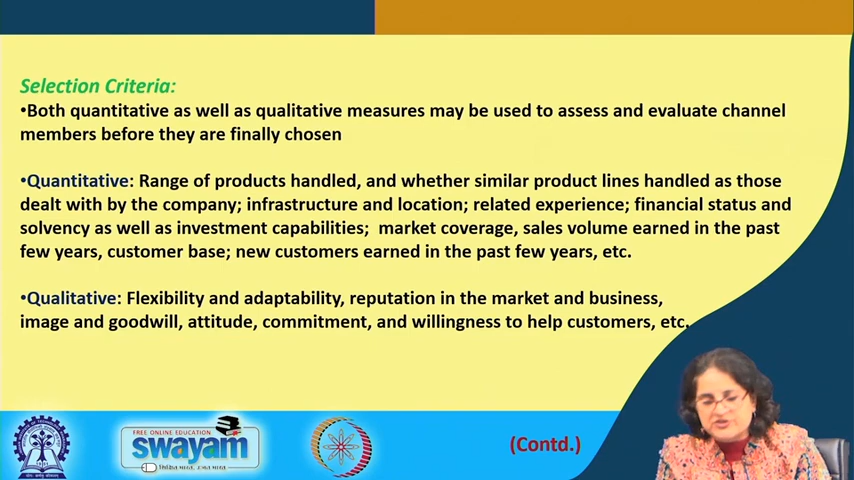 Selection Criteria:
•Both quantitative as well as qualitative measures may be used to assess and evaluate channel
members before they are finally chosen
•Quantitative: Range of products handled, and whether similar product lines handled as those
dealt with by the company; infrastructure and location; related experience; financial status and
solvency as well as investment capabilities; market coverage, sales volume earned in the past
few years, customer base; new customers earned in the past few years, etc.
•Qualitative: Flexibility and adaptability, reputation in the market and business,
image and goodwill, attitude, commitment, and willingness to help customers, etc.
FREE ONLINE EDUCATION
swayam
(Contd.)